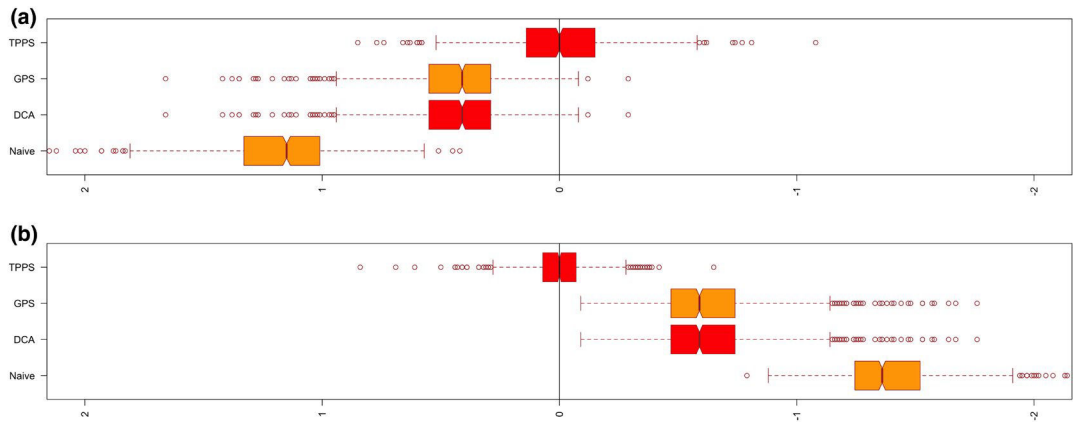 (a)
TPPS
GPS
DCA
Naive
2 1 0 -1 -2
(b)
TPPS
GPS
DCA
Naive
2 1 0 -1 -2